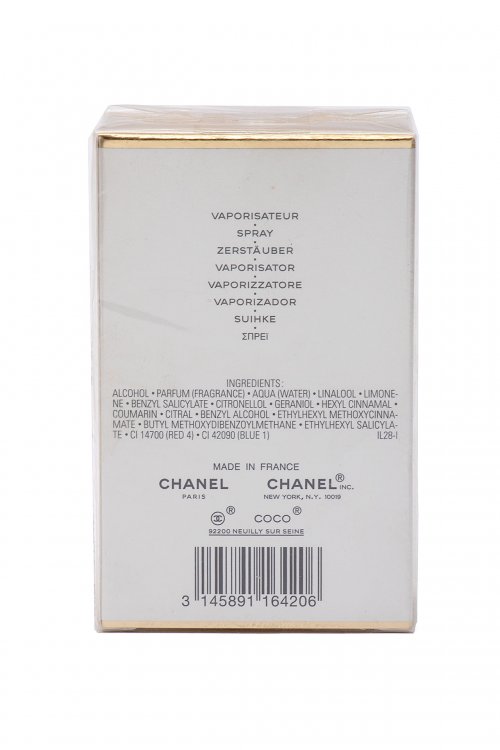 VAPORISATEUR
•
SPRAY
•
ZERSTÄUBER
•
VAPORISATOR
•
VAPORIZZATORE
•
VAPORIZADOR
•
SUIHKE
•
ΣΠΡΕΪ
INGREDIENTS:
ALCOHOL • PARFUM (FRAGRANCE) • AQUA (WATER) • LINALOOL • LIMONE-
NE • BENZYL SALICYLATE • CITRONELLOL • GERANIOL • HEXYL CINNAMAL •
COUMARIN • CITRAL • BENZYL ALCOHOL • ETHYLHEXYL METHOXYCINNA-
MATE • BUTYL METHOXYDIBENZOYLMETHANE • ETHYLHEXYL SALICYLA-
TE • CI 14700 (RED 4) • CI 42090 (BLUE 1) IL28-I
MADE IN FRANCE
CHANEL CHANEL® INC.
PARIS NEW YORK, N.Y. 10019
® COCO®
92200 NEUILLY SUR SEINE
3 145891 164206